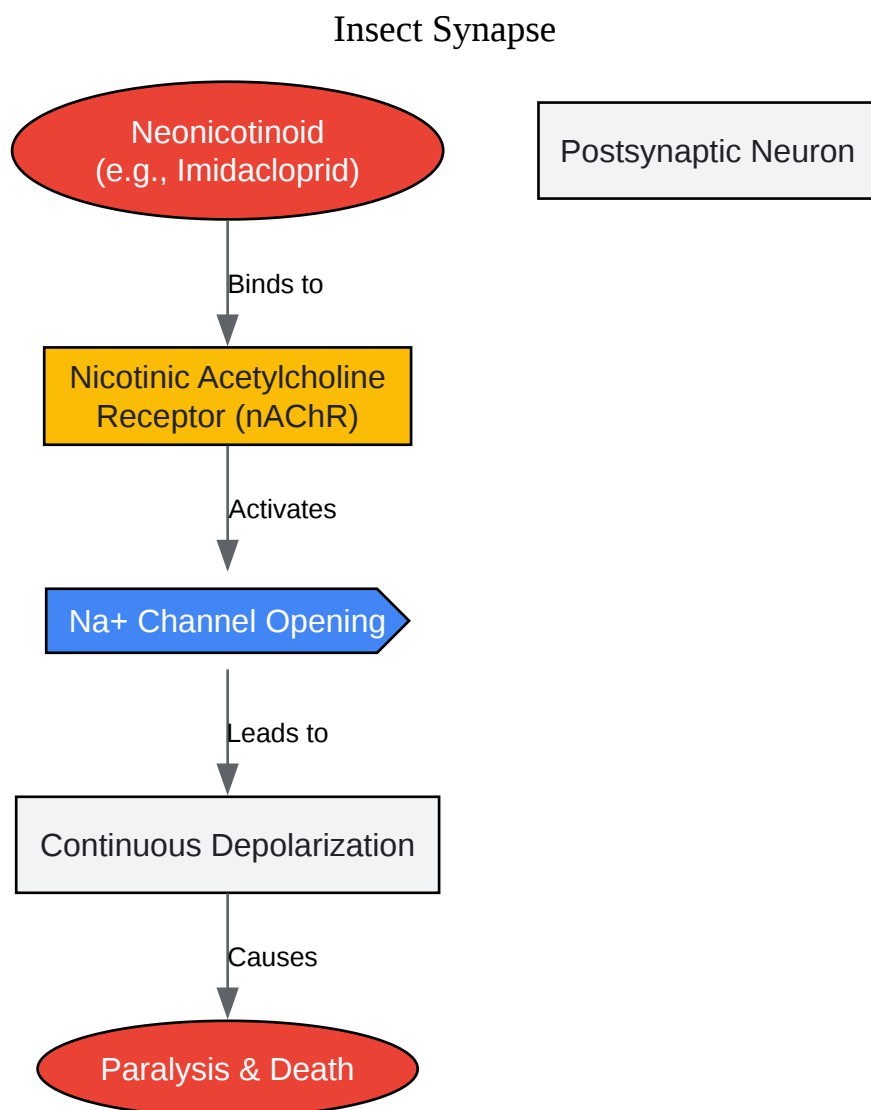 Insect Synapse
Neonicotinoid
(e.g., Imidacloprid)
Postsynaptic Neuron
Binds to
Nicotinic Acetylcholine
Receptor (nAChR)
Activates
Na+ Channel Opening
Leads to
Continuous Depolarization
Causes
Paralysis & Death